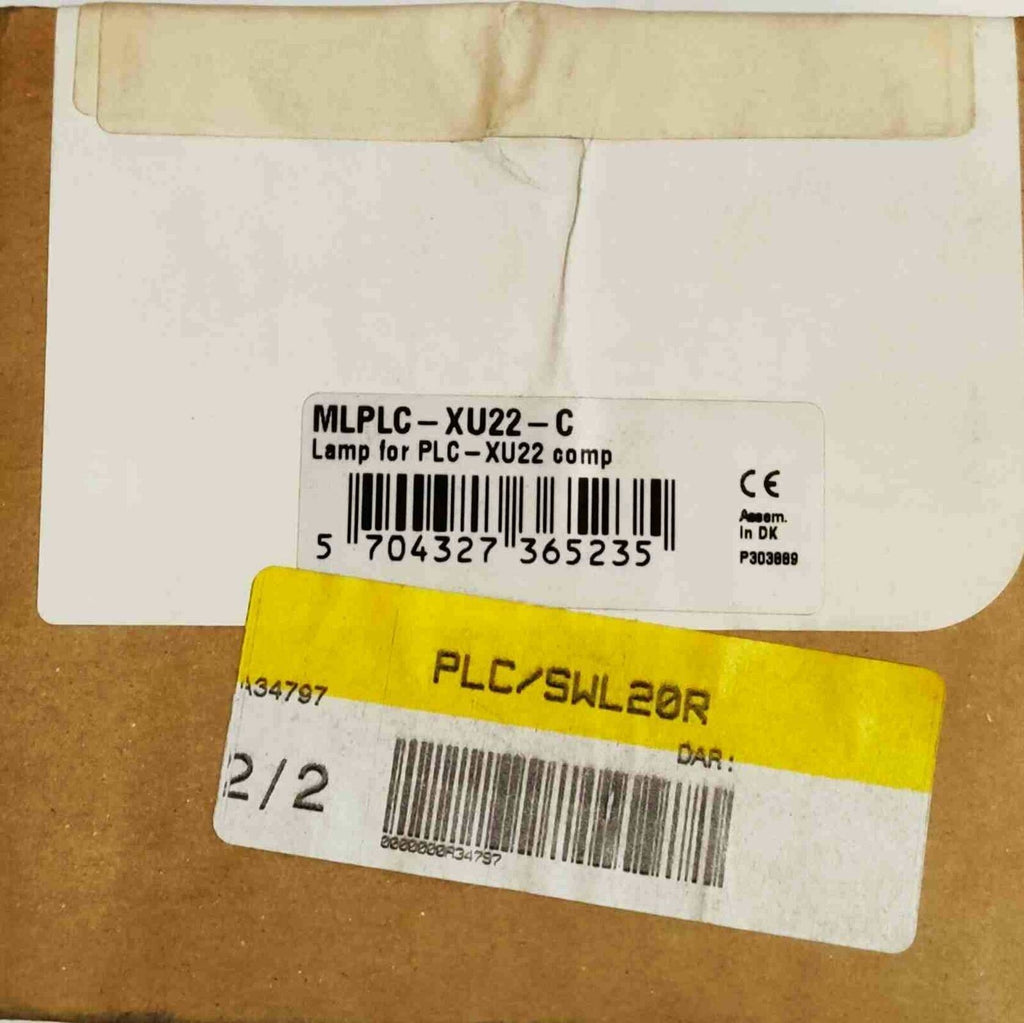 MLPLC-XU22-C
Lamp for PLC-XU22 comp
CE
Assem.
In DK
P303889
5 704327 365235
PLC/SWL20R
A34797
DAR:
2/2
0000000A34797